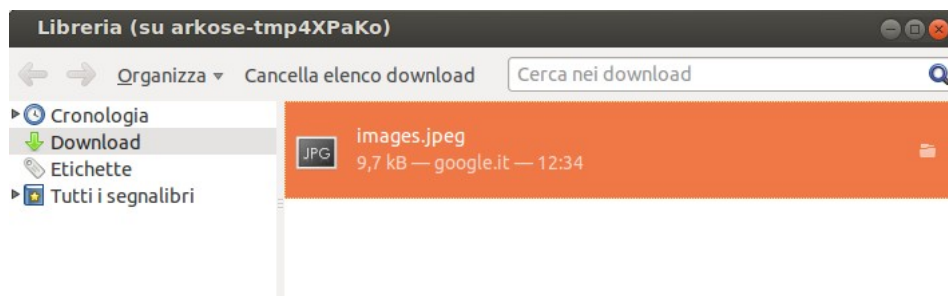 Libreria (su arkose-tmp4XPaKo)
Organizza Cancella elenco download Cerca nei download
Cronologia
Download
Etichette
Tutti i segnalibri
JPG
images.jpeg
9,7 kB — google.it — 12:34